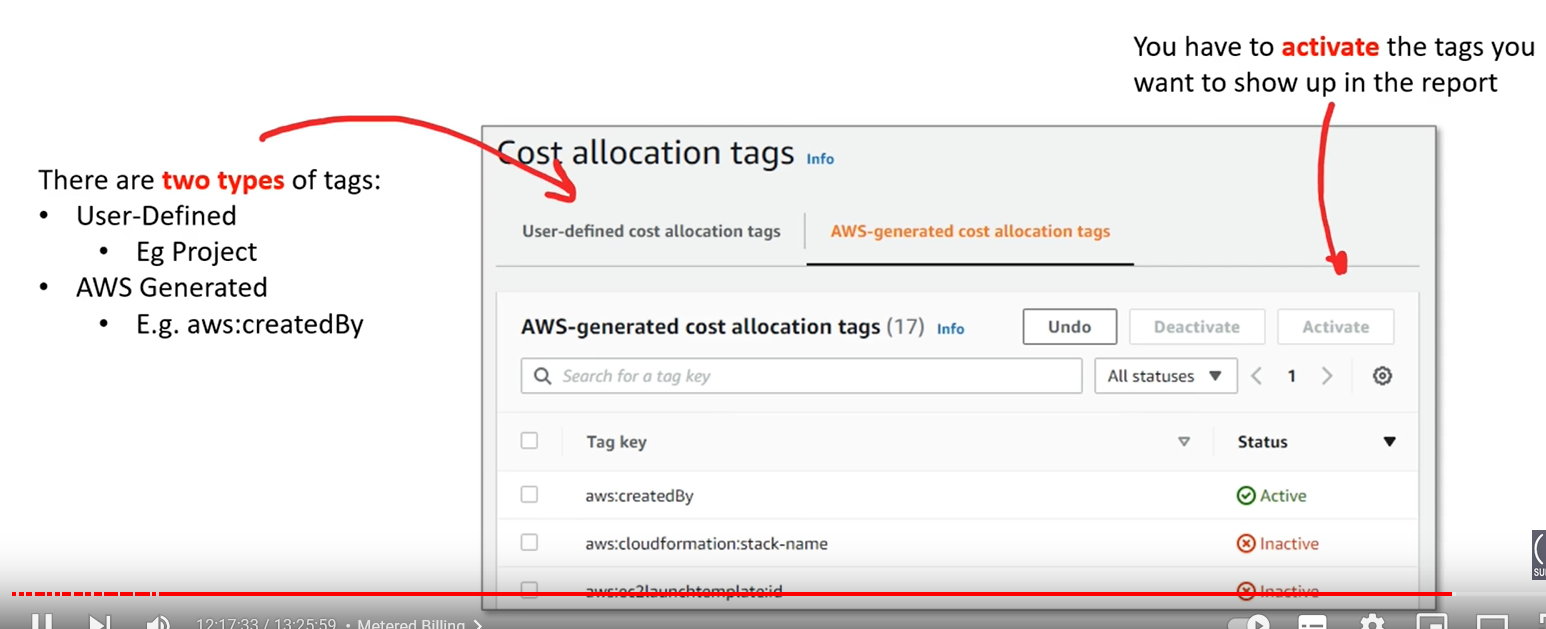 You have to activate the tags you
want to show up in the report
There are two types of tags:
• User-Defined
• Eg Project
• AWS Generated
• E.g. aws:createdBy
Cost allocation tags Info
User-defined cost allocation tags
AWS-generated cost allocation tags
AWS-generated cost allocation tags (17) Info
Undo
Deactivate
Activate
Search for a tag key
All statuses
1
Tag key
Status
aws:createdBy
Active
aws:cloudformation:stack-name
Inactive
aws:ec2launchtemplate:id
Inactive
12:17:33 / 13:25:59 • Metered Billing